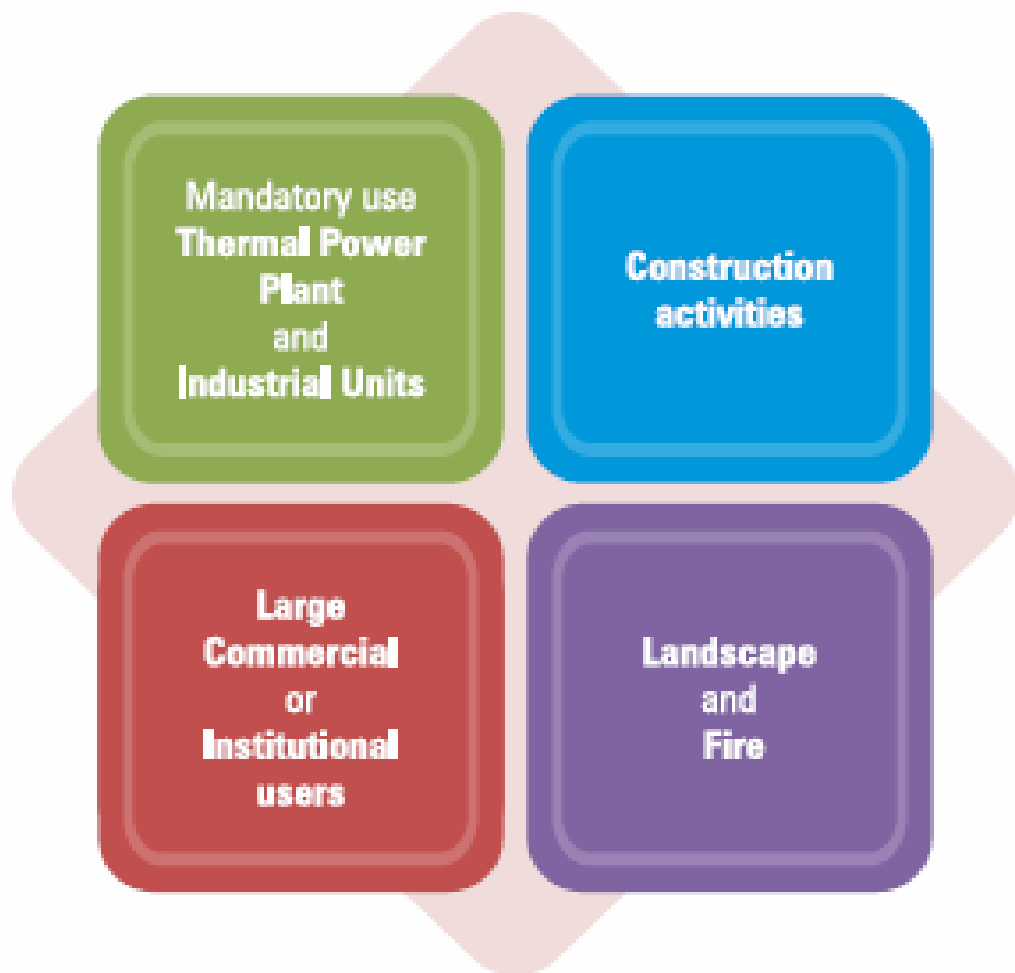 Mandatory use
Thermal Power
Plant
and
Industrial Units
Construction
activities
Large
Commercial
or
Institutional
users
Landscape
and
Fire